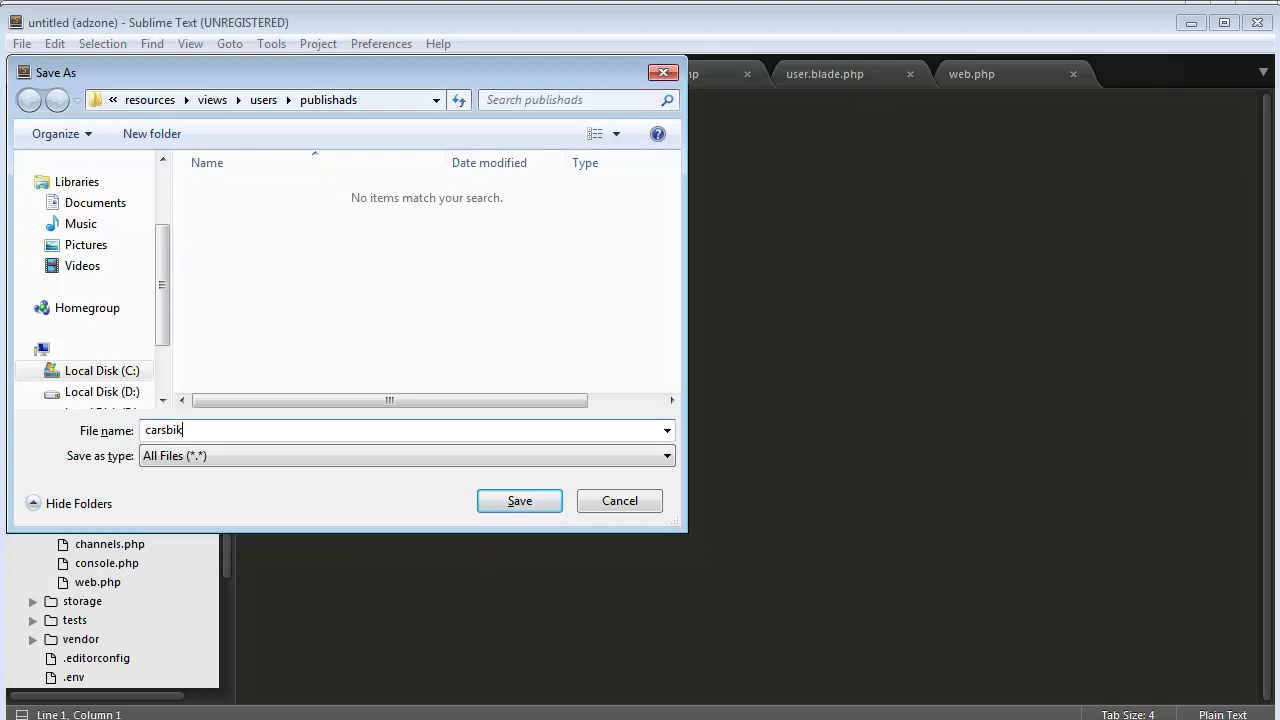 untitled (adzone) - Sublime Text (UNREGISTERED)
File Edit Selection Find View Goto Tools Project Preferences Help
Save As
hp user.blade.php web.php
« resources views users publishads Search publishads
Organize New folder
Name Date modified Type
No items match your search.
Libraries
Documents
Music
Pictures
Videos
Homegroup
Local Disk (C:)
Local Disk (D:)
File name: carsbik
Save as type: All Files (*.*)
Save Cancel
Hide Folders
channels.php
console.php
web.php
storage
tests
vendor
.editorconfig
.env
Line 1, Column 1 Tab Size: 4 Plain Text